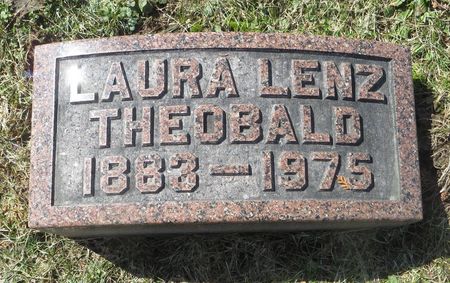 LAURA LENZ
THEOBALD
1883 — 1975